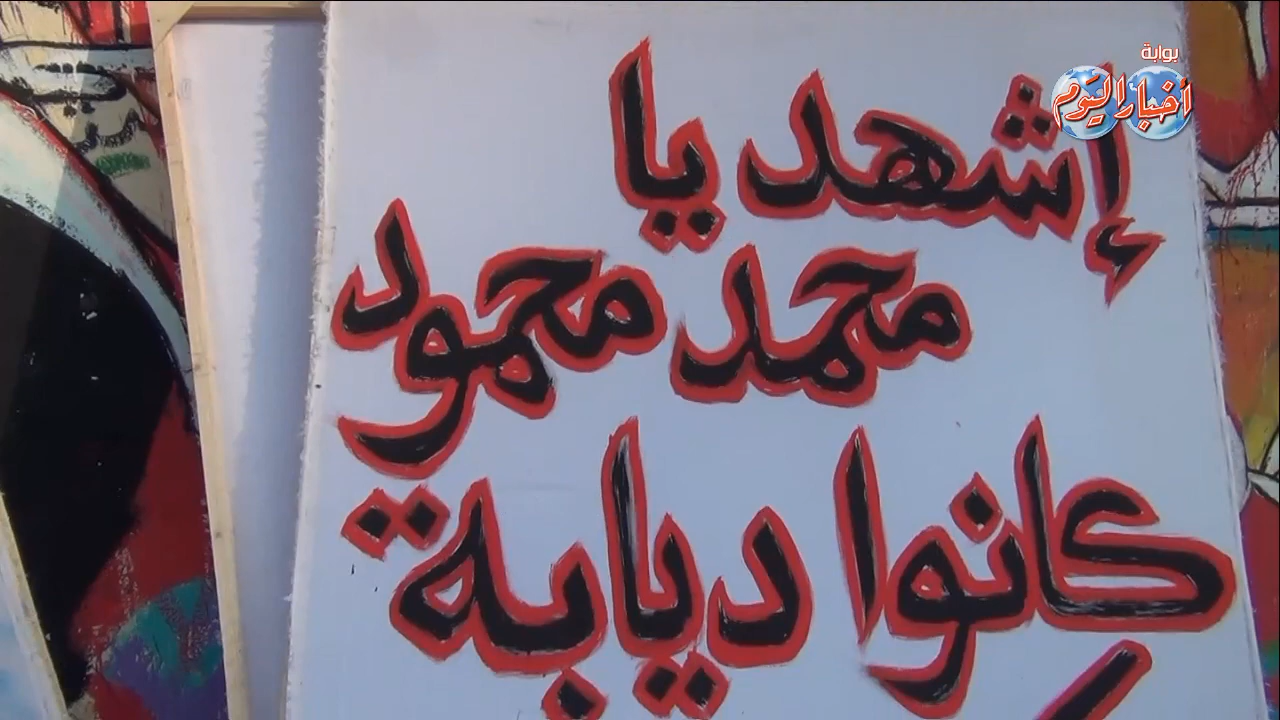 بوابة
أخبار اليوم
إشهد يا
محمد محمود
كانوا ديابة